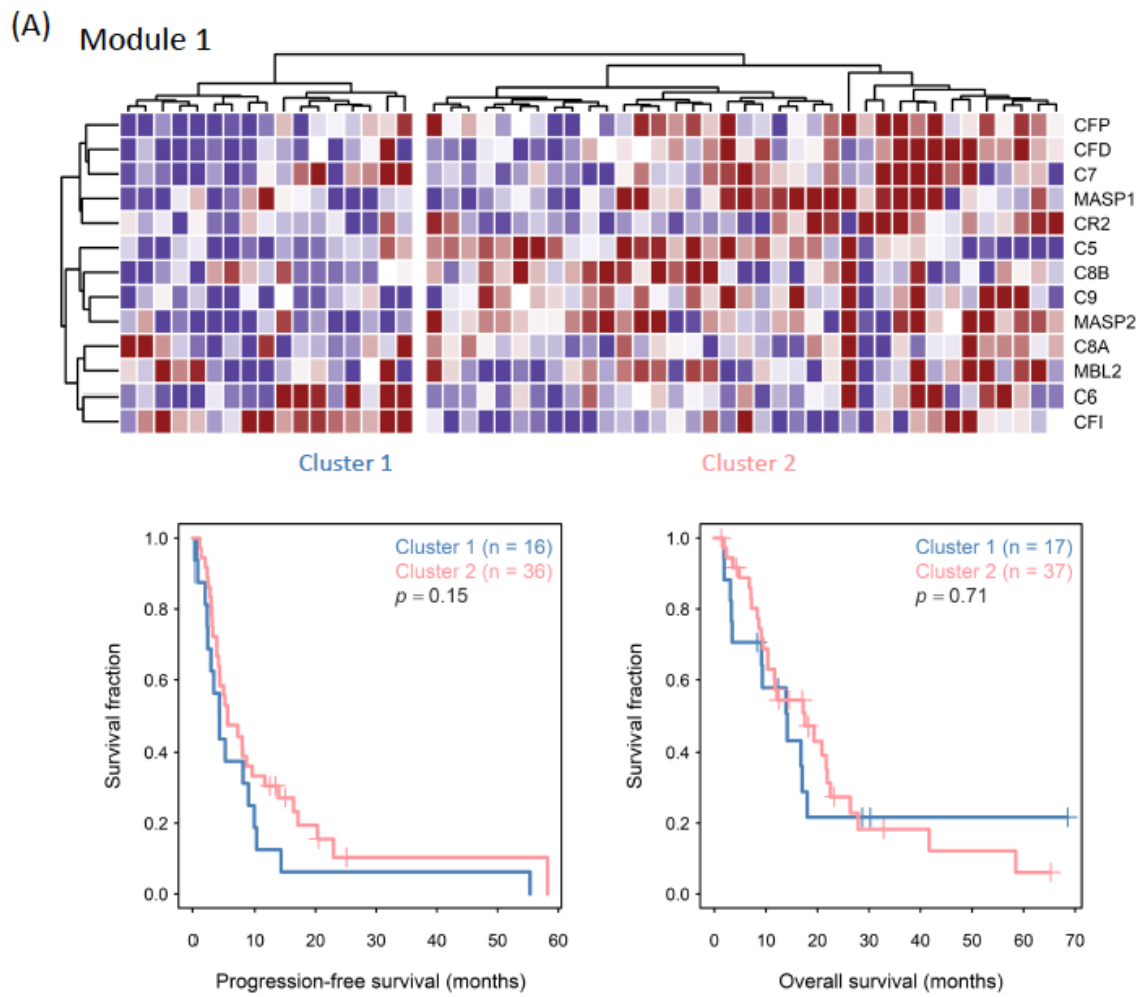 (A) Module 1
CFP
CFD
C7
MASP1
CR2
C5
C8B
C9
MASP2
C8A
MBL2
C6
CFI
Cluster 1 Cluster 2
Survival fraction
1.0
0.8
0.6
0.4
0.2
0.0
Cluster 1 (n = 16)
Cluster 2 (n = 36)
p = 0.15
0 10 20 30 40 50 60
Progression-free survival (months)
Survival fraction
1.0
0.8
0.6
0.4
0.2
0.0
Cluster 1 (n = 17)
Cluster 2 (n = 37)
p = 0.71
0 10 20 30 40 50 60 70
Overall survival (months)